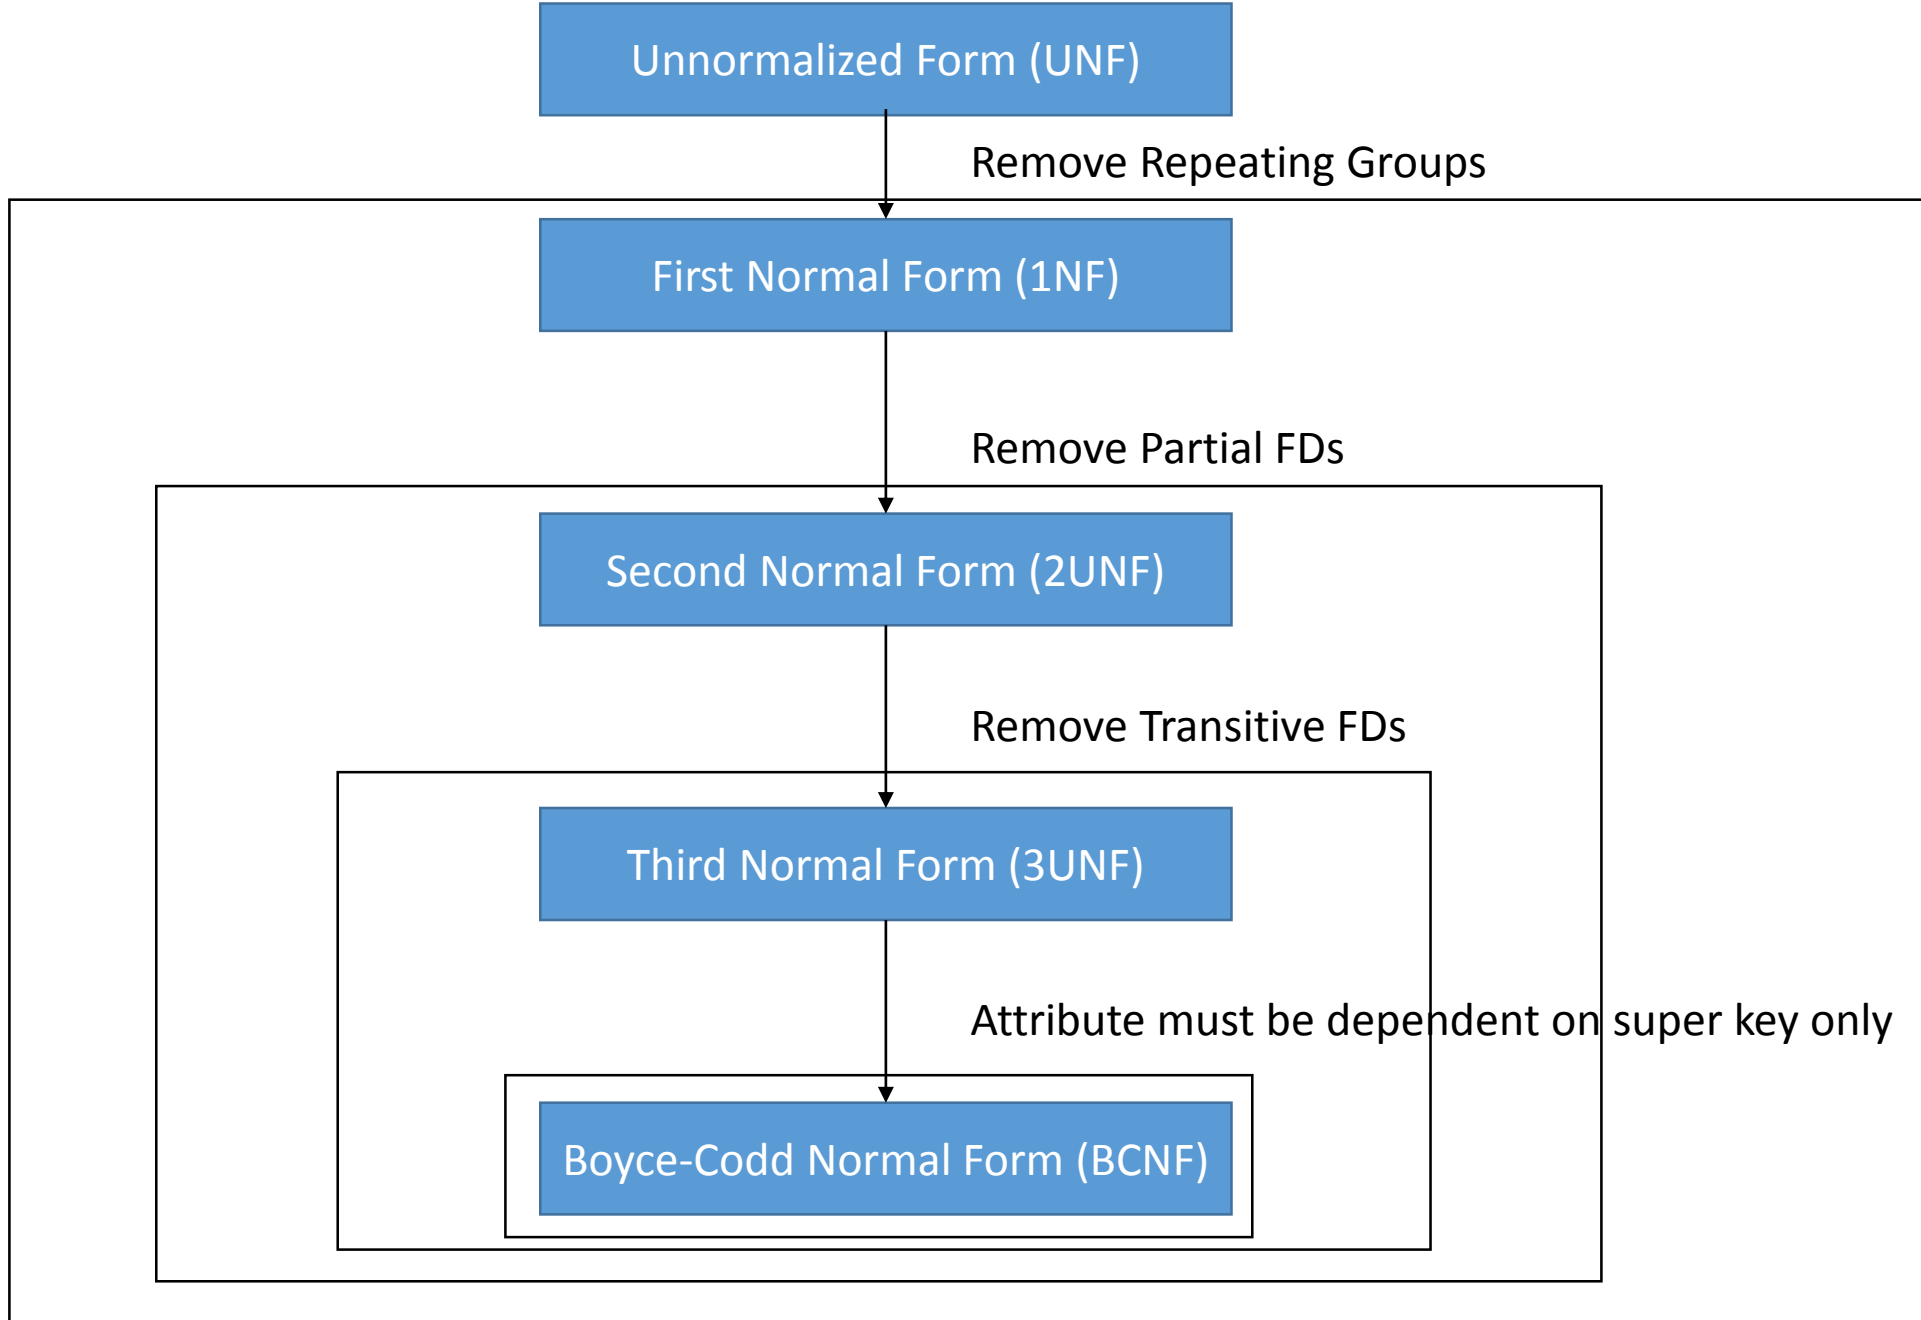 Unnormalized Form (UNF)
Remove Repeating Groups
First Normal Form (1NF)
Remove Partial FDs
Second Normal Form (2UNF)
Remove Transitive FDs
Third Normal Form (3UNF)
Attribute must be dependent on super key only
Boyce-Codd Normal Form (BCNF)